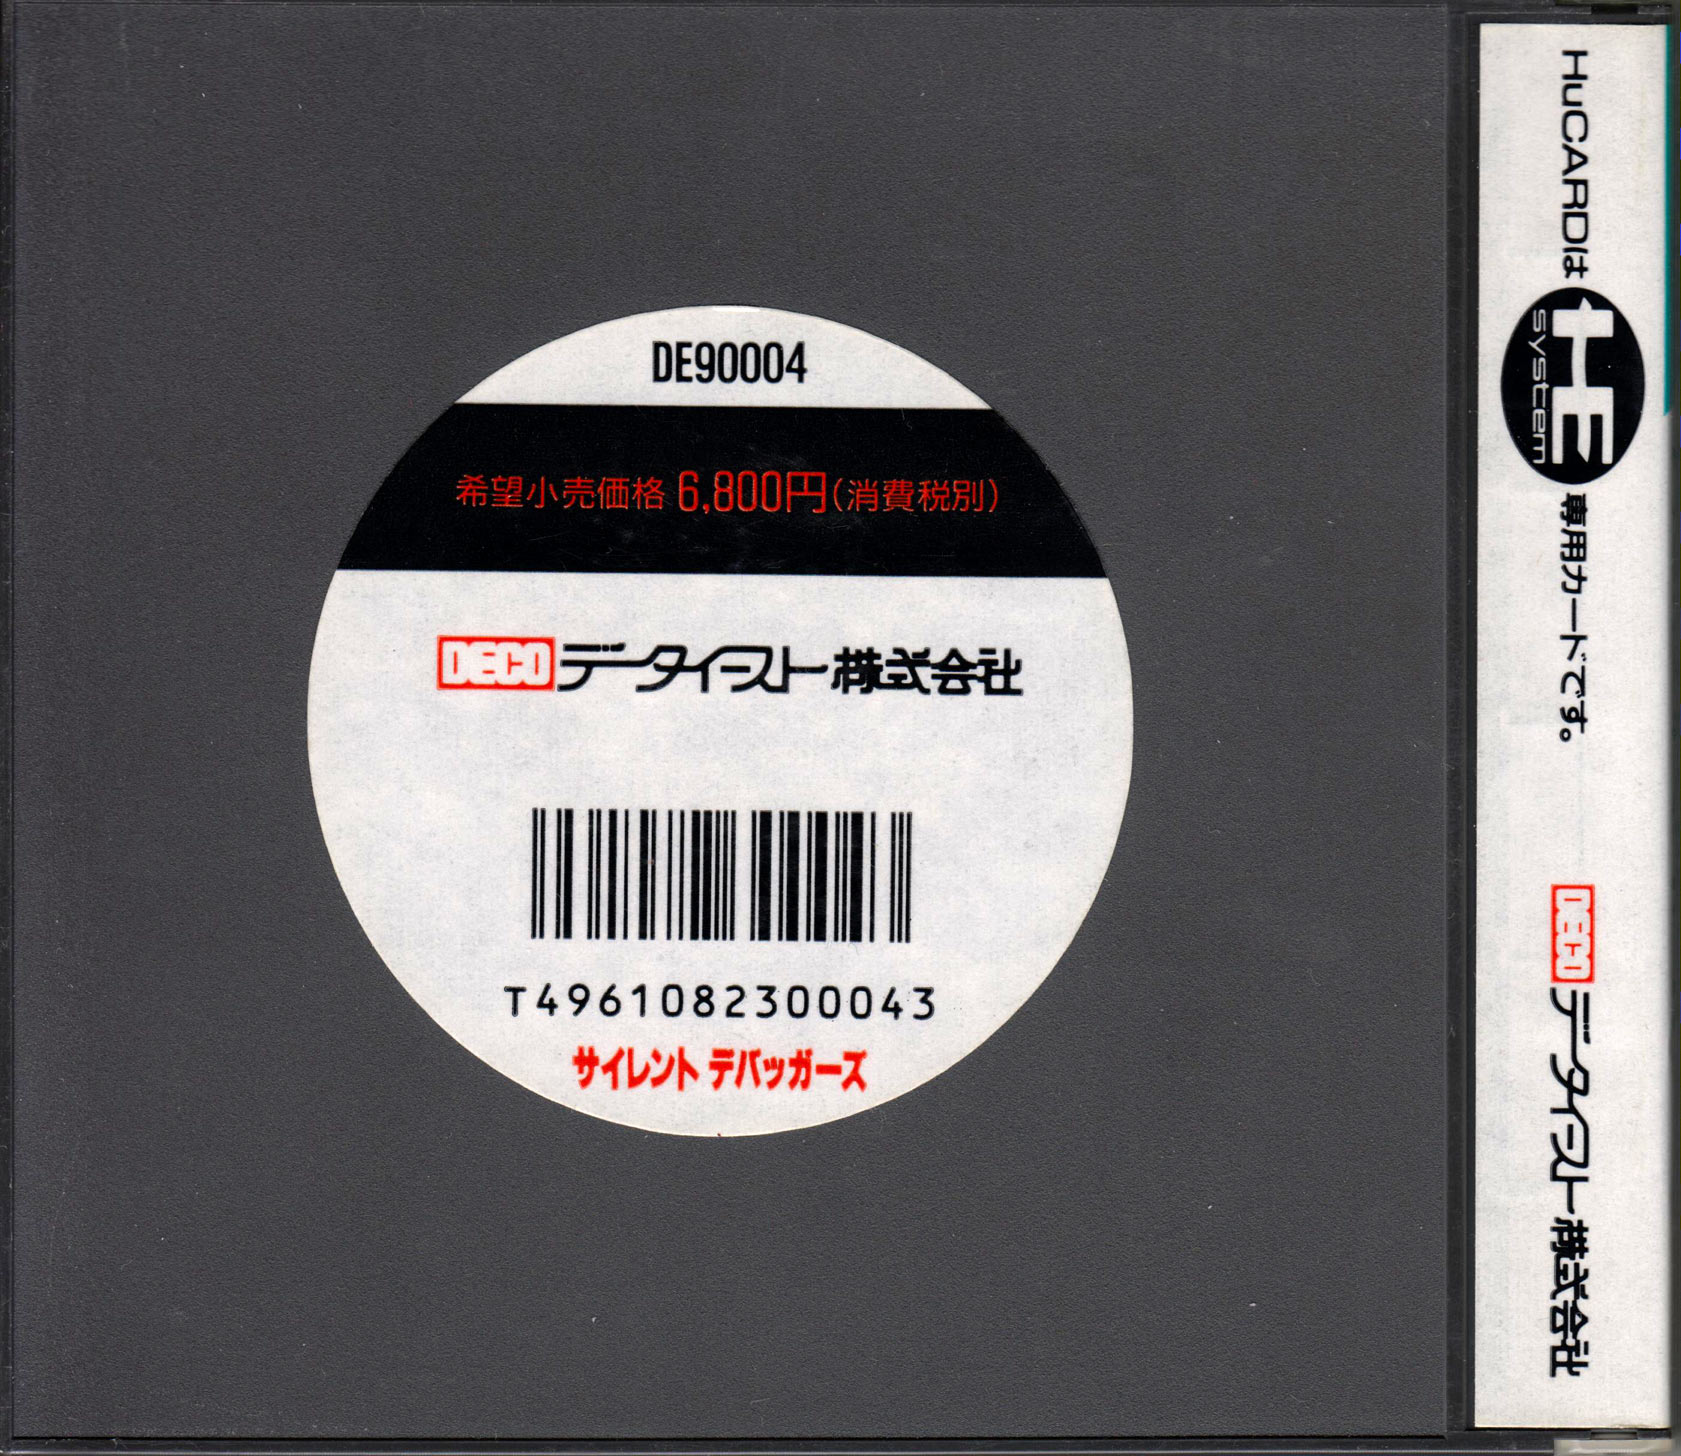 DE90004
希望小売価格 6,800円(消費税別)
DECO データイースト株式会社
T4961082300043
サイレント デバッガーズ
HuCARDは HE system 専用カードです。
DECO データイースト株式会社